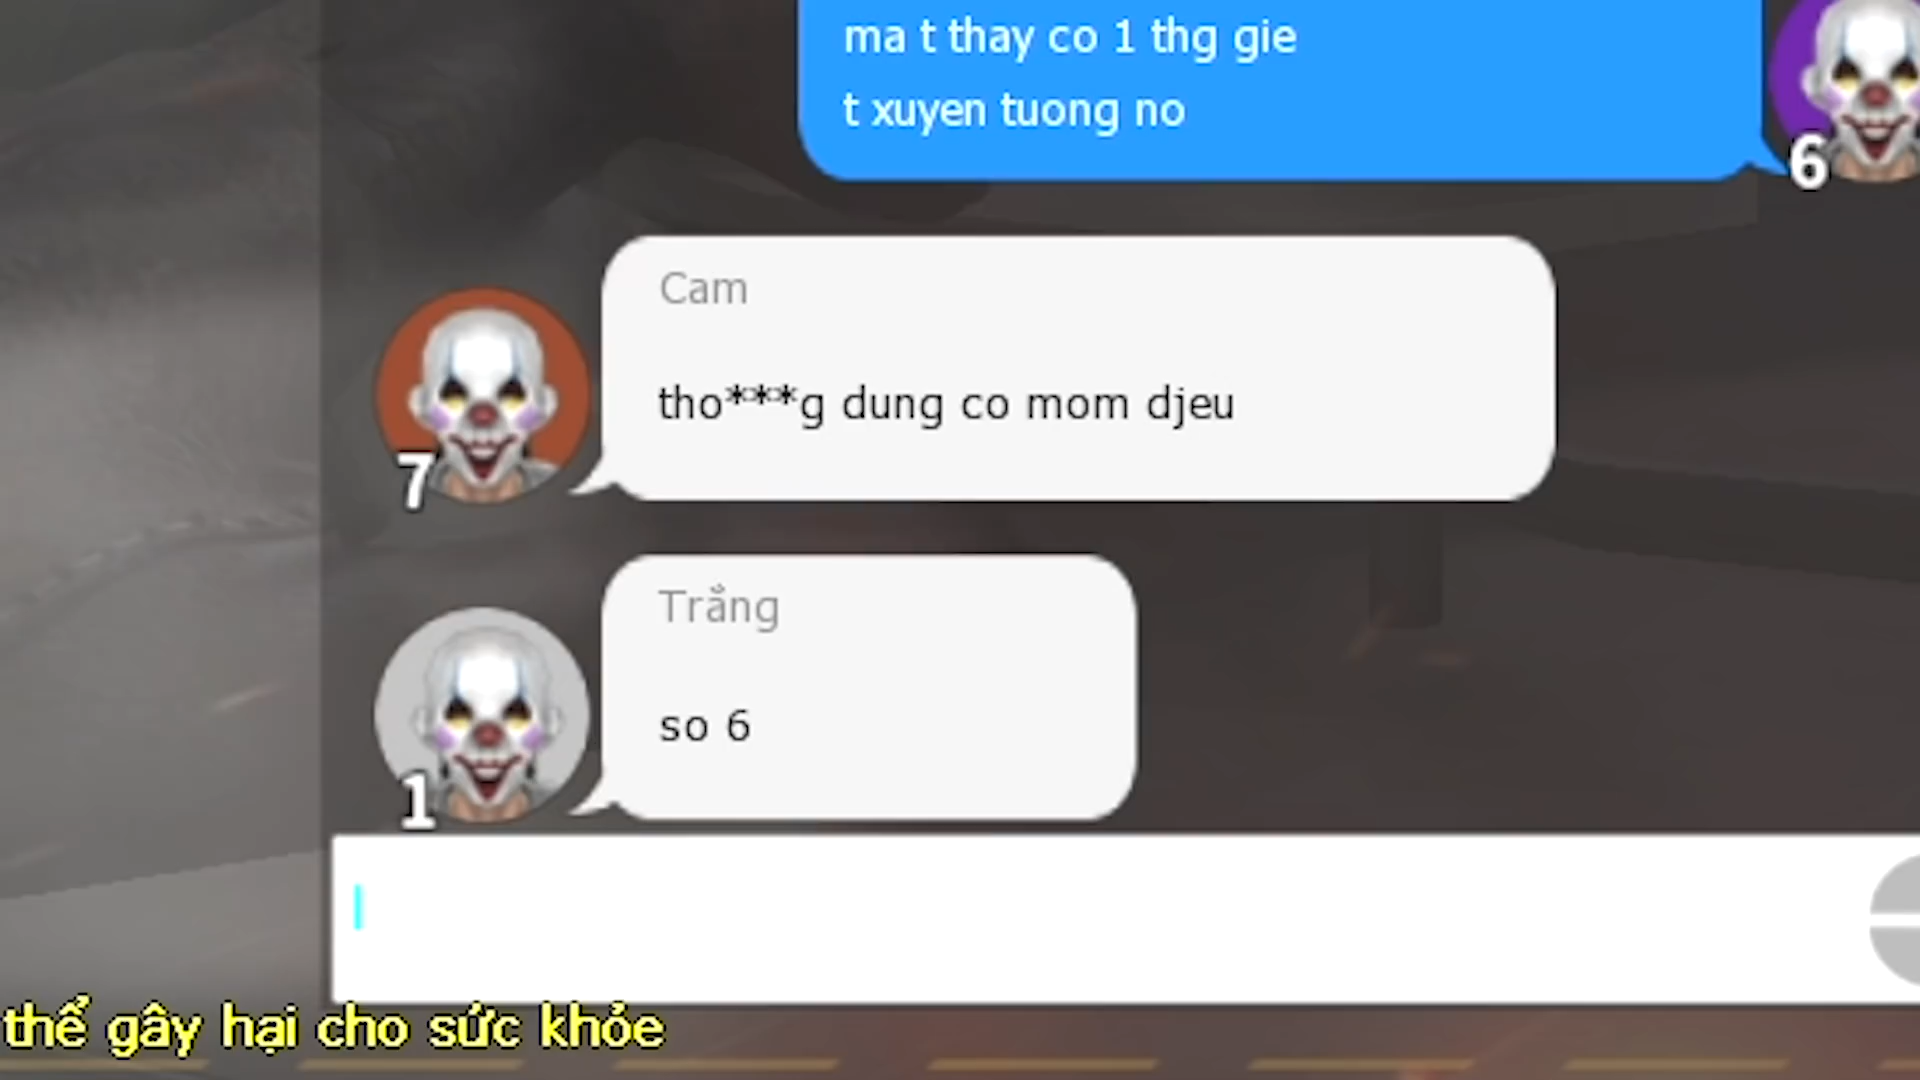 ma t thay co 1 thg gie
t xuyen tuong no
6
Cam
tho***g dung co mom djeu
7
Trắng
so 6
1
thể gây hại cho sức khỏe